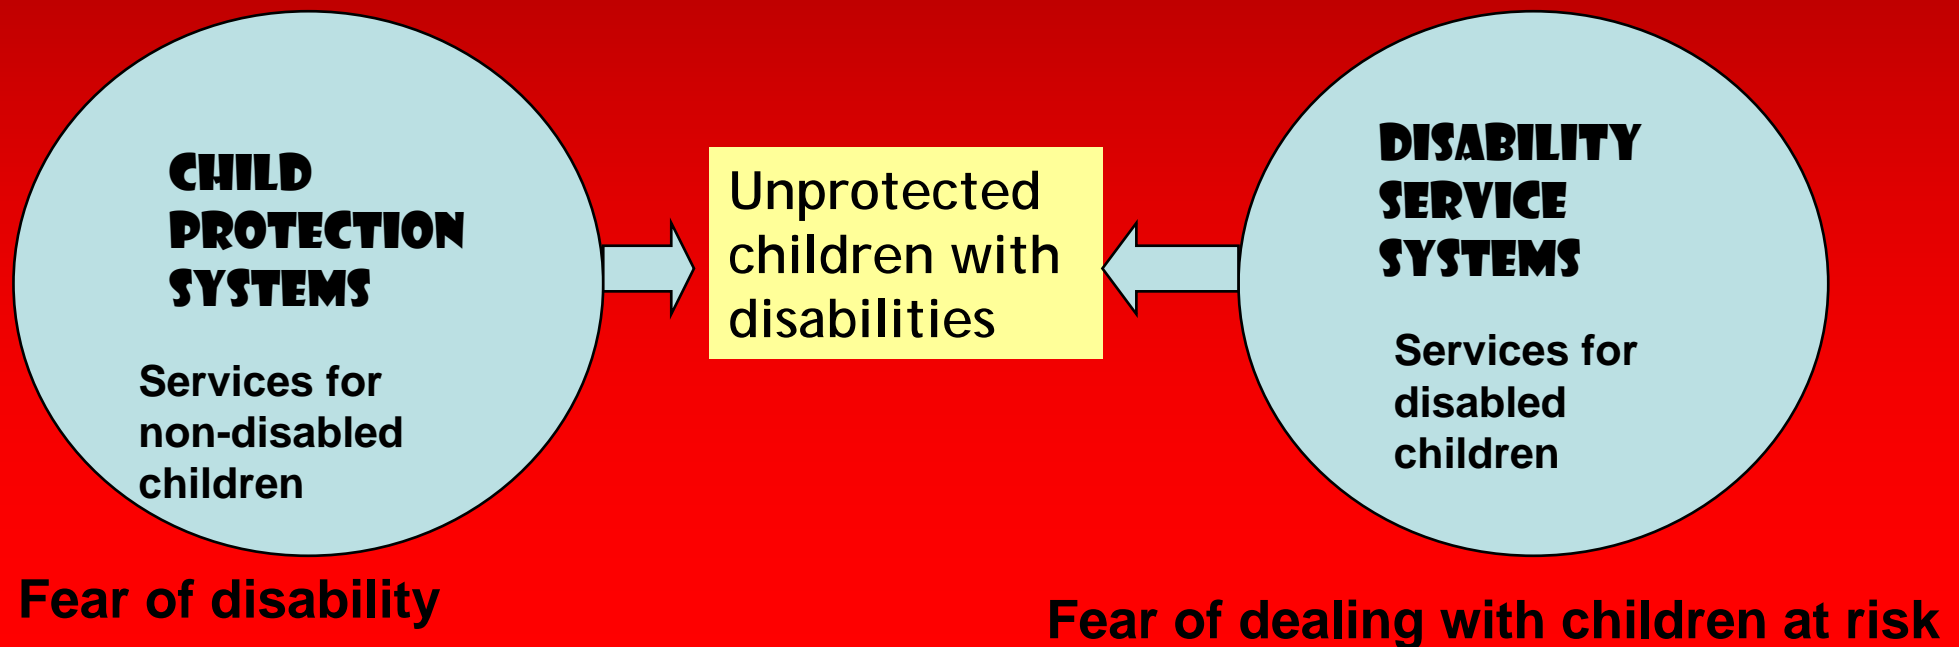 CHILD
PROTECTION
SYSTEMS
Services for
non-disabled
children
Fear of disability
Unprotected
children with
disabilities
DISABILITY
SERVICE
SYSTEMS
Services for
disabled
children
Fear of dealing with children at risk